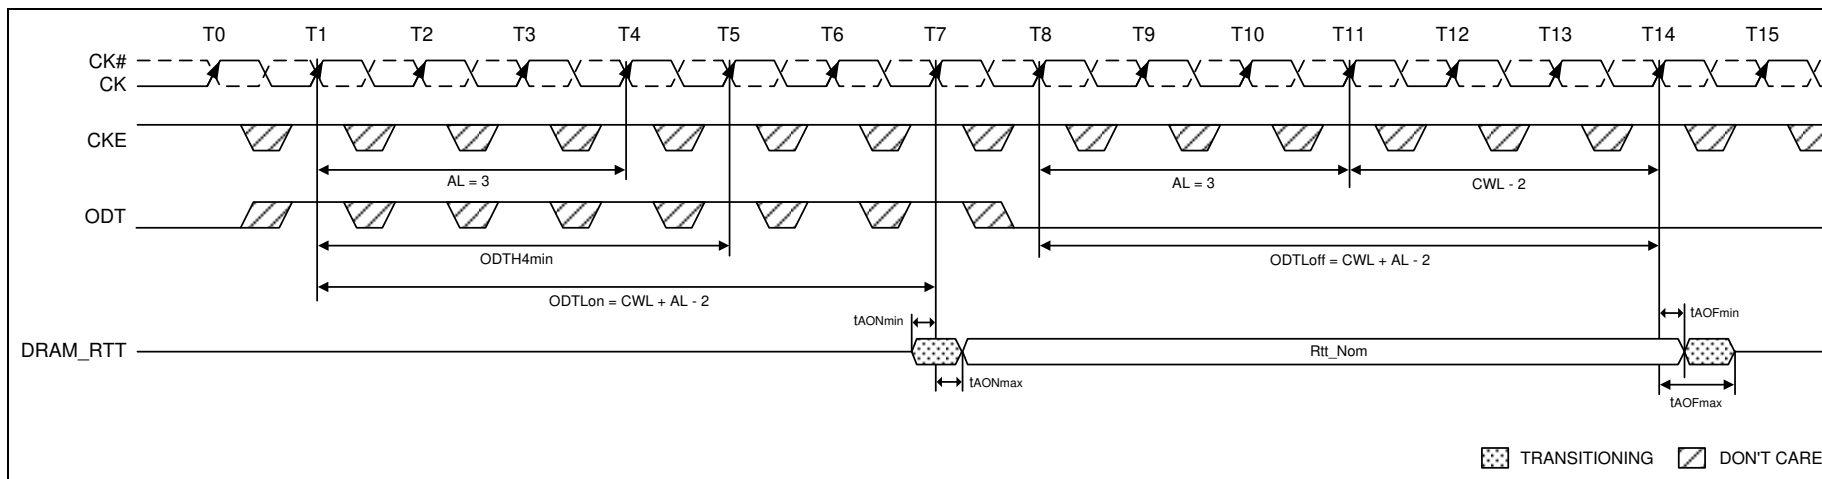 T0 T1 T2 T3 T4 T5 T6 T7 T8 T9 T10 T11 T12 T13 T14 T15
CK#
CK
CKE
AL = 3 AL = 3 CWL - 2
ODT
ODTH4min ODTLoff = CWL + AL - 2
ODTLon = CWL + AL - 2
tAONmin tAOFmin
DRAM_RTT Rtt_Nom
tAONmax
tAOFmax
TRANSITIONING DON'T CARE